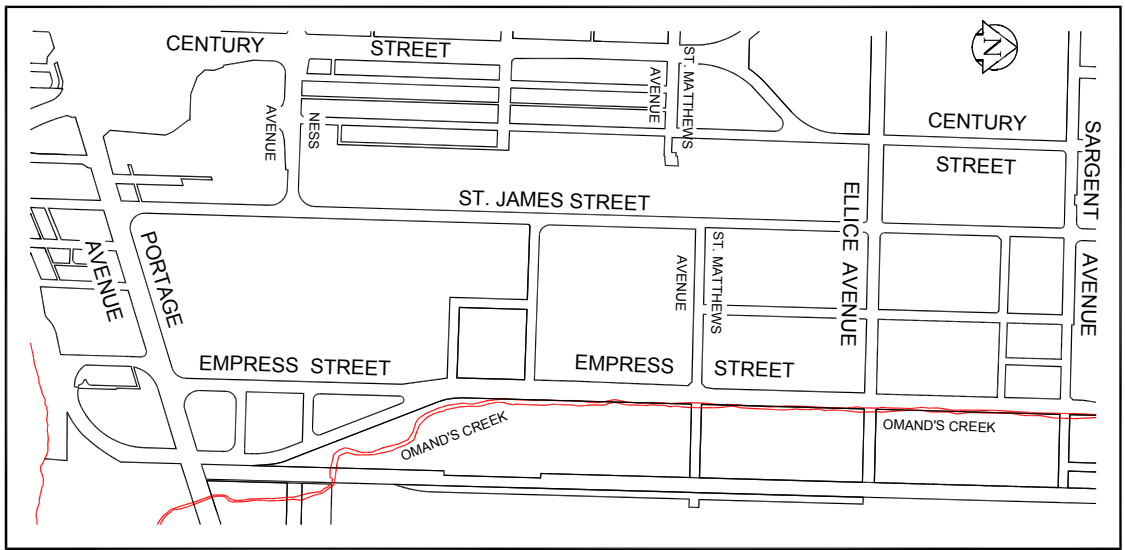 CENTURY STREET
N
AVENUE
NESS
AVENUE
ST. MATTHEWS
CENTURY
STREET
SARGENT
AVENUE
ST. JAMES STREET
ELLICE AVENUE
PORTAGE
AVENUE
AVENUE
ST. MATTHEWS
EMPRESS STREET
EMPRESS STREET
OMAND'S CREEK
OMAND'S CREEK